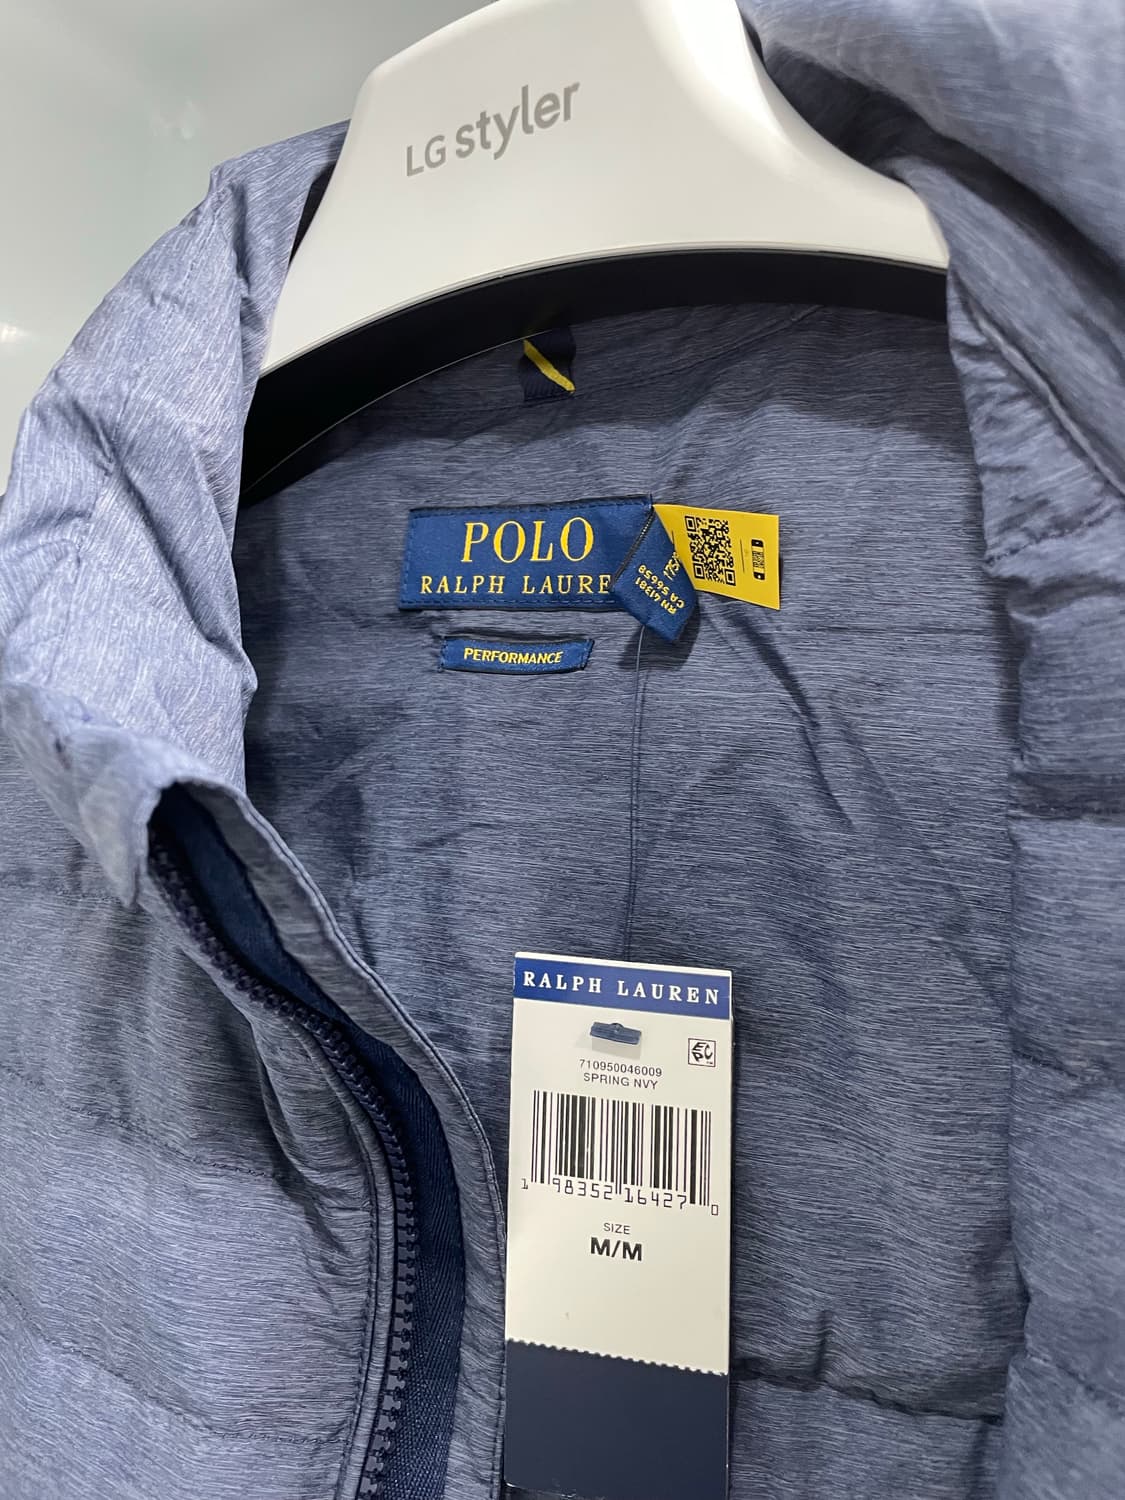 LG styler
POLO
RALPH LAURE
RN 41381
CA 56658
PERFORMANCE
RALPH LAUREN
710950046009
SPRING NVY
1 98352 16427 0
SIZE
M/M